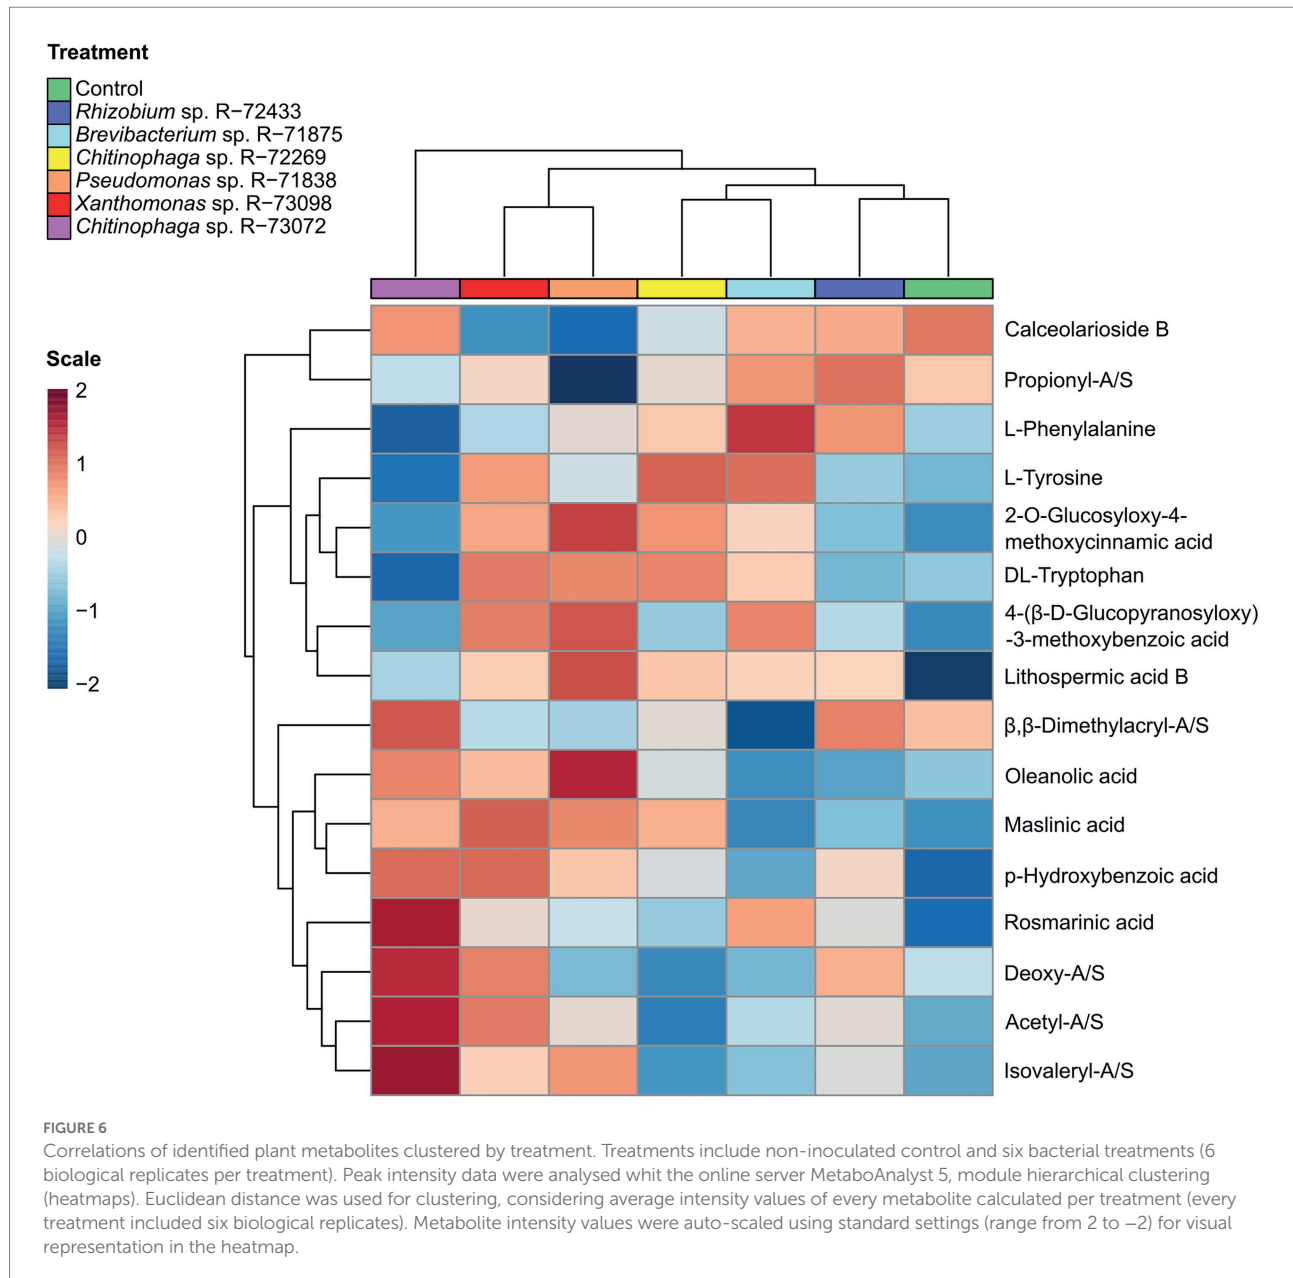 Treatment
Control
Rhizobium sp. R−72433
Brevibacterium sp. R−71875
Chitinophaga sp. R−72269
Pseudomonas sp. R−71838
Xanthomonas sp. R−73098
Chitinophaga sp. R−73072
Scale
2
1
0
−1
−2
Calceolarioside B
Propionyl-A/S
L-Phenylalanine
L-Tyrosine
2-O-Glucosyloxy-4-
methoxycinnamic acid
DL-Tryptophan
4-(β-D-Glucopyranosyloxy)
-3-methoxybenzoic acid
Lithospermic acid B
β,β-Dimethylacryl-A/S
Oleanolic acid
Maslinic acid
p-Hydroxybenzoic acid
Rosmarinic acid
Deoxy-A/S
Acetyl-A/S
Isovaleryl-A/S
FIGURE 6
Correlations of identified plant metabolites clustered by treatment. Treatments include non-inoculated control and six bacterial treatments (6
biological replicates per treatment). Peak intensity data were analysed whit the online server MetaboAnalyst 5, module hierarchical clustering
(heatmaps). Euclidean distance was used for clustering, considering average intensity values of every metabolite calculated per treatment (every
treatment included six biological replicates). Metabolite intensity values were auto-scaled using standard settings (range from 2 to −2) for visual
representation in the heatmap.